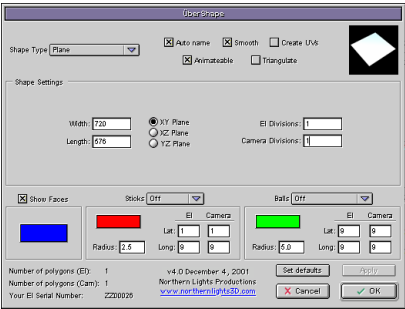 überShape
Shape Type Plane
Auto name Smooth Create UVs
Animateable Triangulate
Shape Settings
Width: 720 XY Plane EI Divisions: 1
XZ Plane
Length: 576 YZ Plane Camera Divisions: 1
Show Faces Sticks Off Balls Off
EI Camera EI Camera
Lat: 1 1 Lat: 9 9
Radius: 2.5 Long: 9 9 Radius: 5.0 Long: 9 9
Number of polygons (EI): 1 v4.0 December 4, 2001 Set defaults Apply
Number of polygons (Cam): 1 Northern Lights Productions
Your EI Serial Number: ZZ00026 www.northernlights3D.com Cancel OK